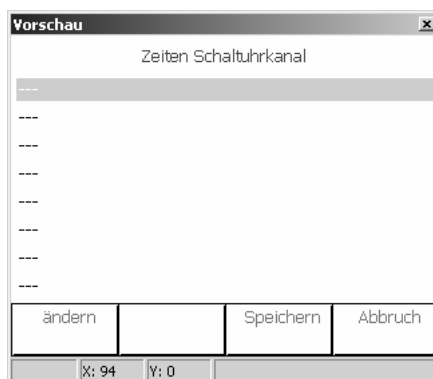 Vorschau
Zeiten Schaltuhrkanal
---
---
---
---
---
---
---
---
ändern Speichern Abbruch
X: 94 Y: 0